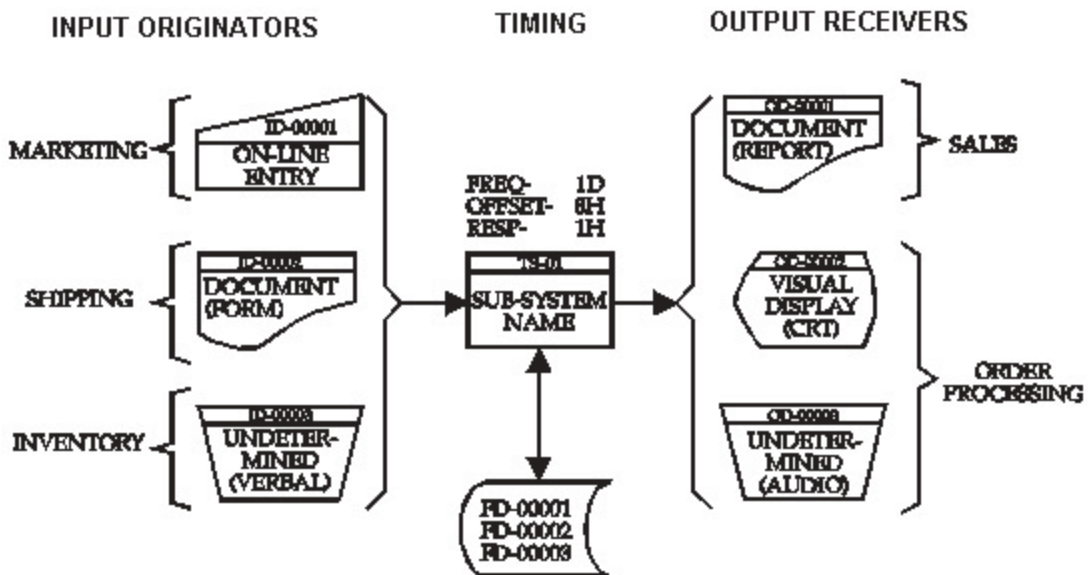 INPUT ORIGINATORS
TIMING
OUTPUT RECEIVERS
MARKETING
ID-00001
ON-LINE
ENTRY
SHIPPING
ID-00002
DOCUMENT
(FORM)
INVENTORY
ID-00003
UNDETER-
MINED
(VERBAL)
FREQ- 1D
OFFSET- 8H
RESP- 1H
TS-01
SUB-SYSTEM
NAME
FD-00001
FD-00002
FD-00003
OD-00001
DOCUMENT
(REPORT)
SALES
OD-00002
VISUAL
DISPLAY
(CRT)
OD-00003
UNDETER-
MINED
(AUDIO)
ORDER
PROCESSING